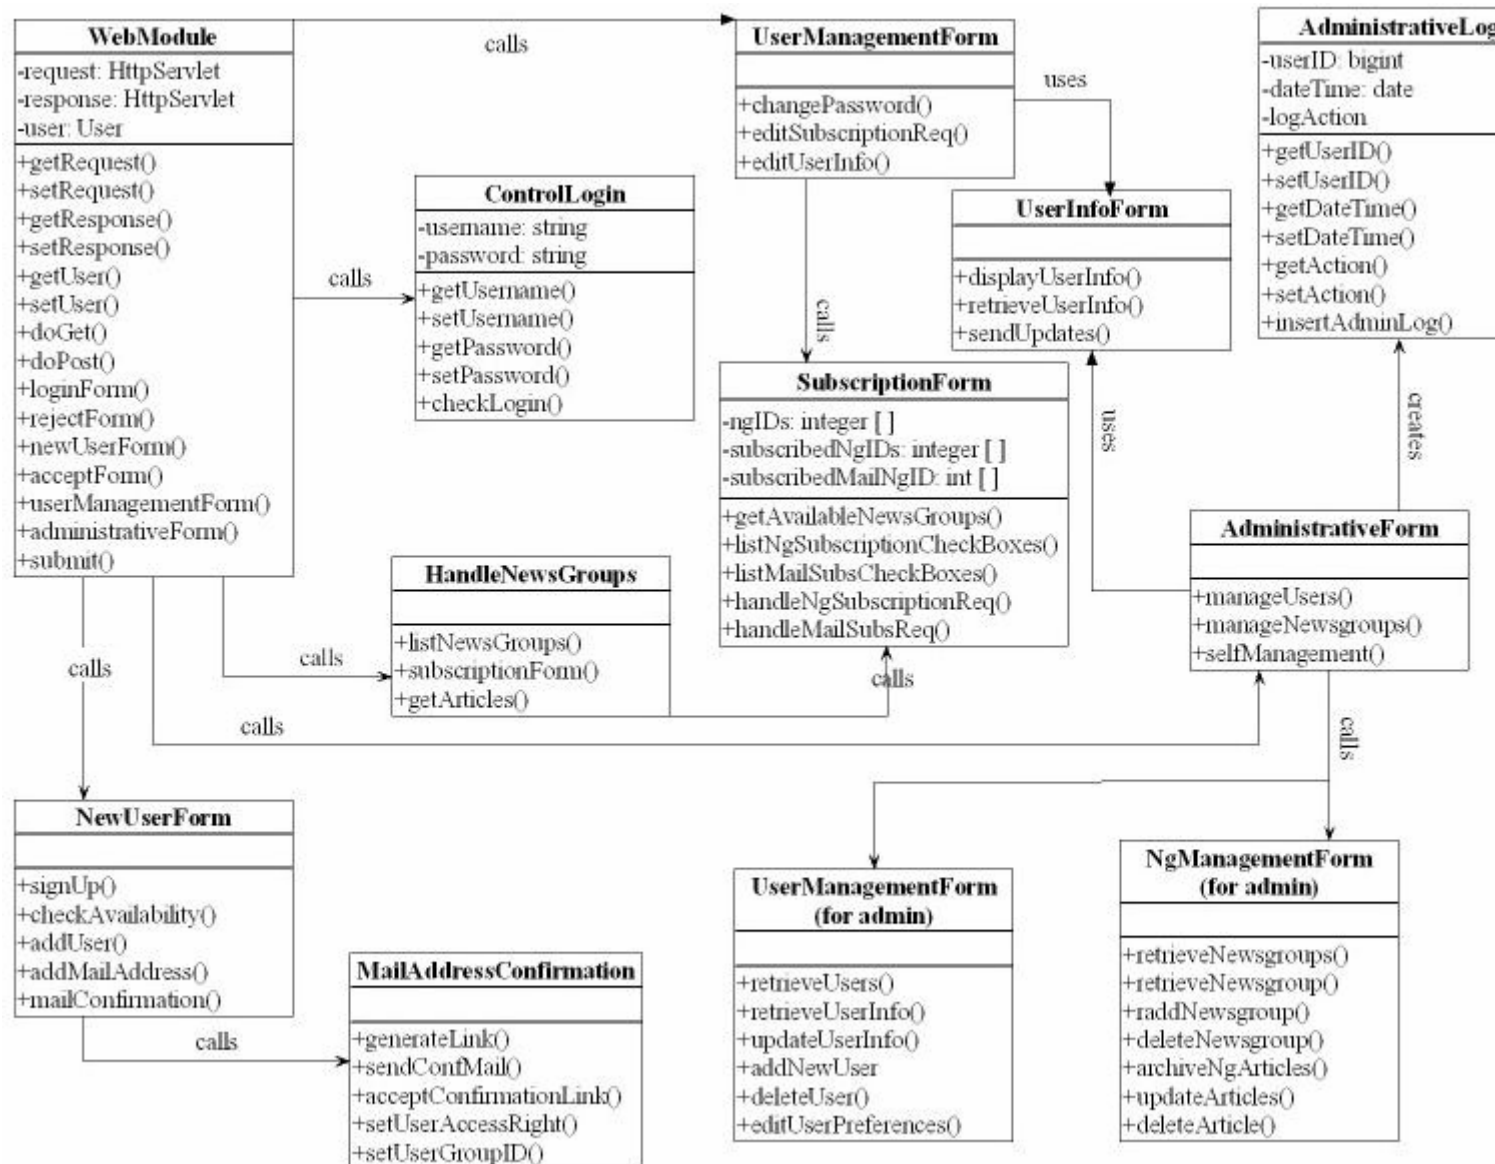 WebModule
-request: HttpServlet
-response: HttpServlet
-user: User
+getRequest()
+setRequest()
+getResponse()
+setResponse()
+getUser()
+setUser()
+doGet()
+doPost()
+loginForm()
+rejectForm()
+newUserForm()
+acceptForm()
+userManagementForm()
+administrativeForm()
+submit()
calls
calls
ControlLogin
-username: string
-password: string
+getUsername()
+setUsername()
+getPassword()
+setPassword()
+checkLogin()
UserManagementForm
+changePassword()
+editSubscriptionReq()
+editUserInfo()
uses
calls
UserInfoForm
+displayUserInfo()
+retrieveUserInfo()
+sendUpdates()
AdministrativeLog
-userID: bigint
-dateTime: date
-logAction
+getUserID()
+setUserID()
+getDateTime()
+setDateTime()
+getAction()
+setAction()
+insertAdminLog()
SubscriptionForm
-ngIDs: integer [ ]
-subscribedNgIDs: integer [ ]
-subscribedMailNgID: int [ ]
+getAvailableNewsGroups()
+listNgSubscriptionCheckBoxes()
+listMailSubsCheckBoxes()
+handleNgSubscriptionReq()
+handleMailSubsReq()
uses
creates
AdministrativeForm
+manageUsers()
+manageNewsgroups()
+selfManagement()
HandleNewsGroups
+listNewsGroups()
+subscriptionForm()
+getArticles()
calls
calls
calls
calls
calls
NewUserForm
+signUp()
+checkAvailability()
+addUser()
+addMailAddress()
+mailConfirmation()
calls
MailAddressConfirmation
+generateLink()
+sendConfMail()
+acceptConfirmationLink()
+setUserAccessRight()
+setUserGroupID()
UserManagementForm
(for admin)
+retrieveUsers()
+retrieveUserInfo()
+updateUserInfo()
+addNewUser
+deleteUser()
+editUserPreferences()
NgManagementForm
(for admin)
+retrieveNewsgroups()
+retrieveNewsgroup()
+raddNewsgroup()
+deleteNewsgroup()
+archiveNgArticles()
+updateArticles()
+deleteArticle()